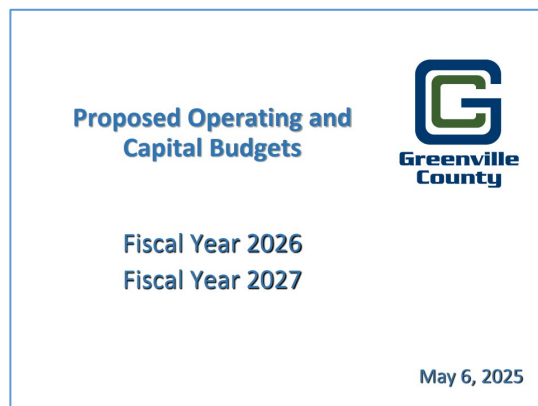 Proposed Operating and
Capital Budgets
Greenville
County
Fiscal Year 2026
Fiscal Year 2027
May 6, 2025